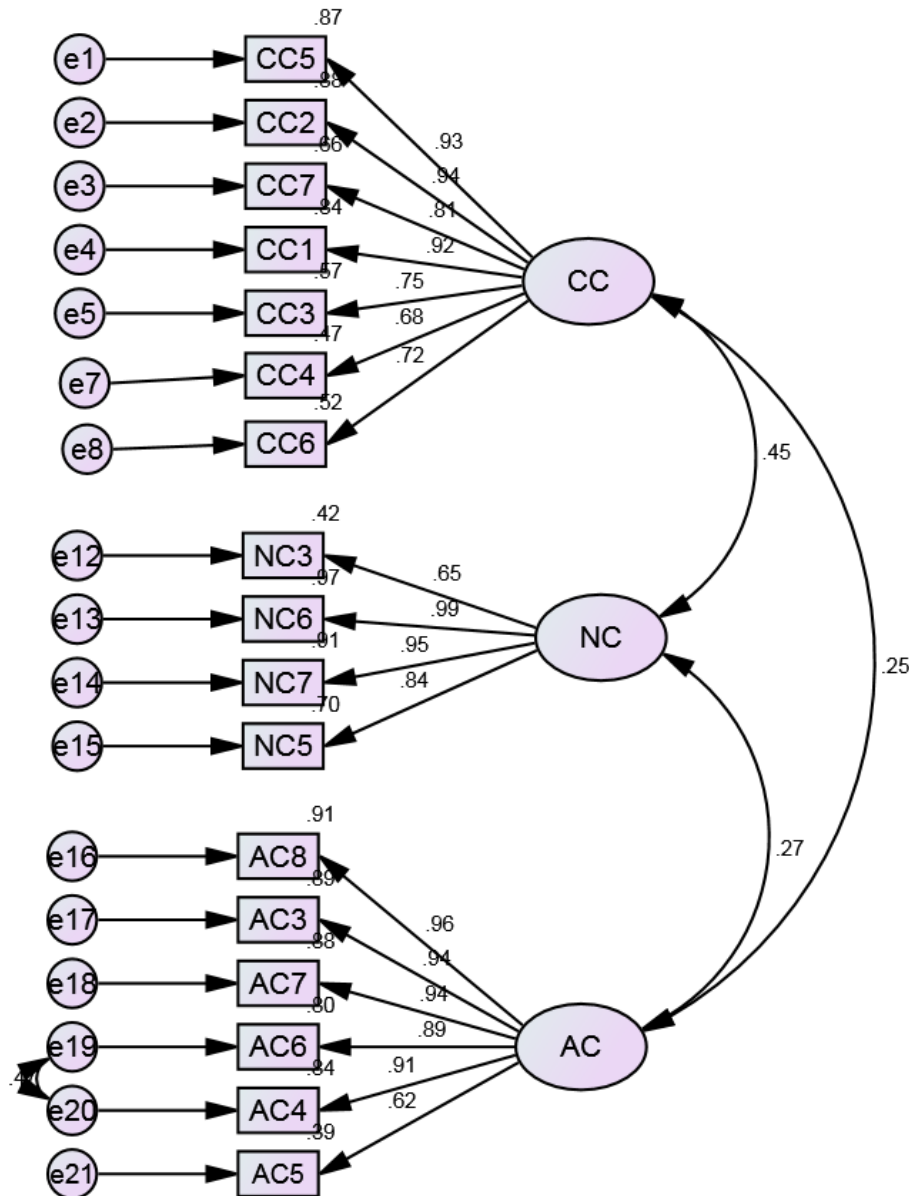 .87
e1 CC5
.88
e2 CC2 .93
.66 .94
e3 CC7 .81
.84
e4 CC1 .92 CC
.57 .75
e5 CC3 .68
.47
e7 CC4 .72
.52
e8 CC6 .45
.42
e12 NC3 .65
.97 .99
e13 NC6 NC
.91 .95
e14 NC7 .84 .25
.70
e15 NC5
.91
e16 AC8 .27
.89
e17 AC3 .96
.88 .94
e18 AC7 .94
.80
e19 AC6 .89 AC
.84 .91
e20 AC4 .62
.39
e21 AC5